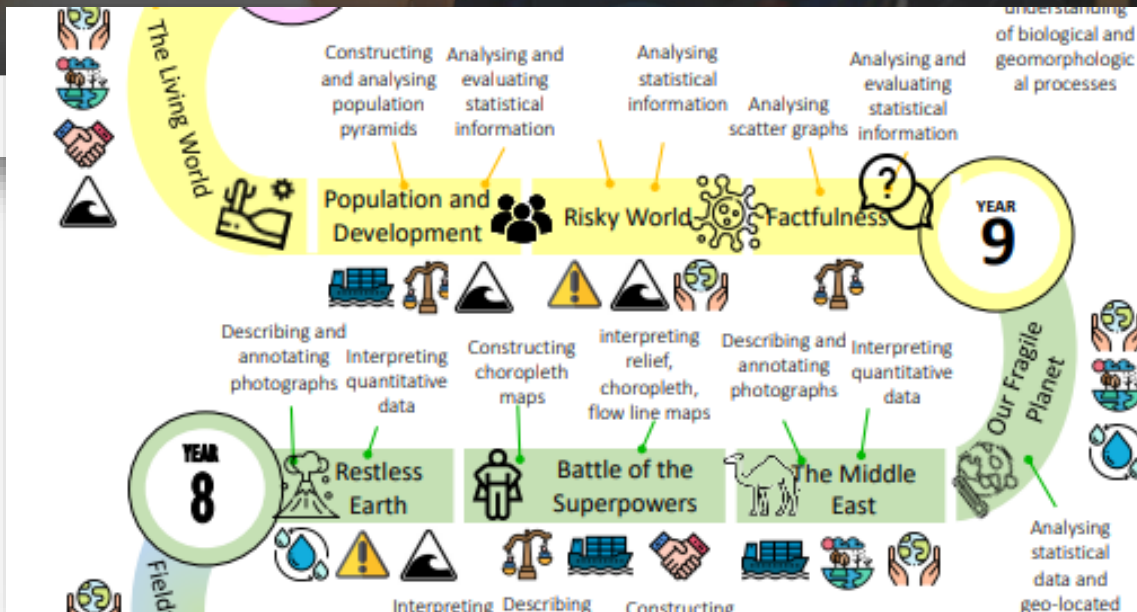 understanding
of biological and
geomorphologic
al processes
The Living World
Constructing
and analysing
population
pyramids
Analysing and
evaluating
statistical
information
Analysing
statistical
information
Analysing
scatter graphs
Analysing and
evaluating
statistical
information
Population and
Development
Risky World
Factfulness
?
YEAR
9
Describing and
annotating
photographs
Interpreting
quantitative
data
Constructing
choropleth
maps
interpreting
relief,
choropleth,
flow line maps
Describing and
annotating
photographs
Interpreting
quantitative
data
Our Fragile
Planet
YEAR
8
Restless
Earth
Battle of the
Superpowers
The Middle
East
Analysing
statistical
data and
geo-located
Field
Interpreting
Describing
Constructing